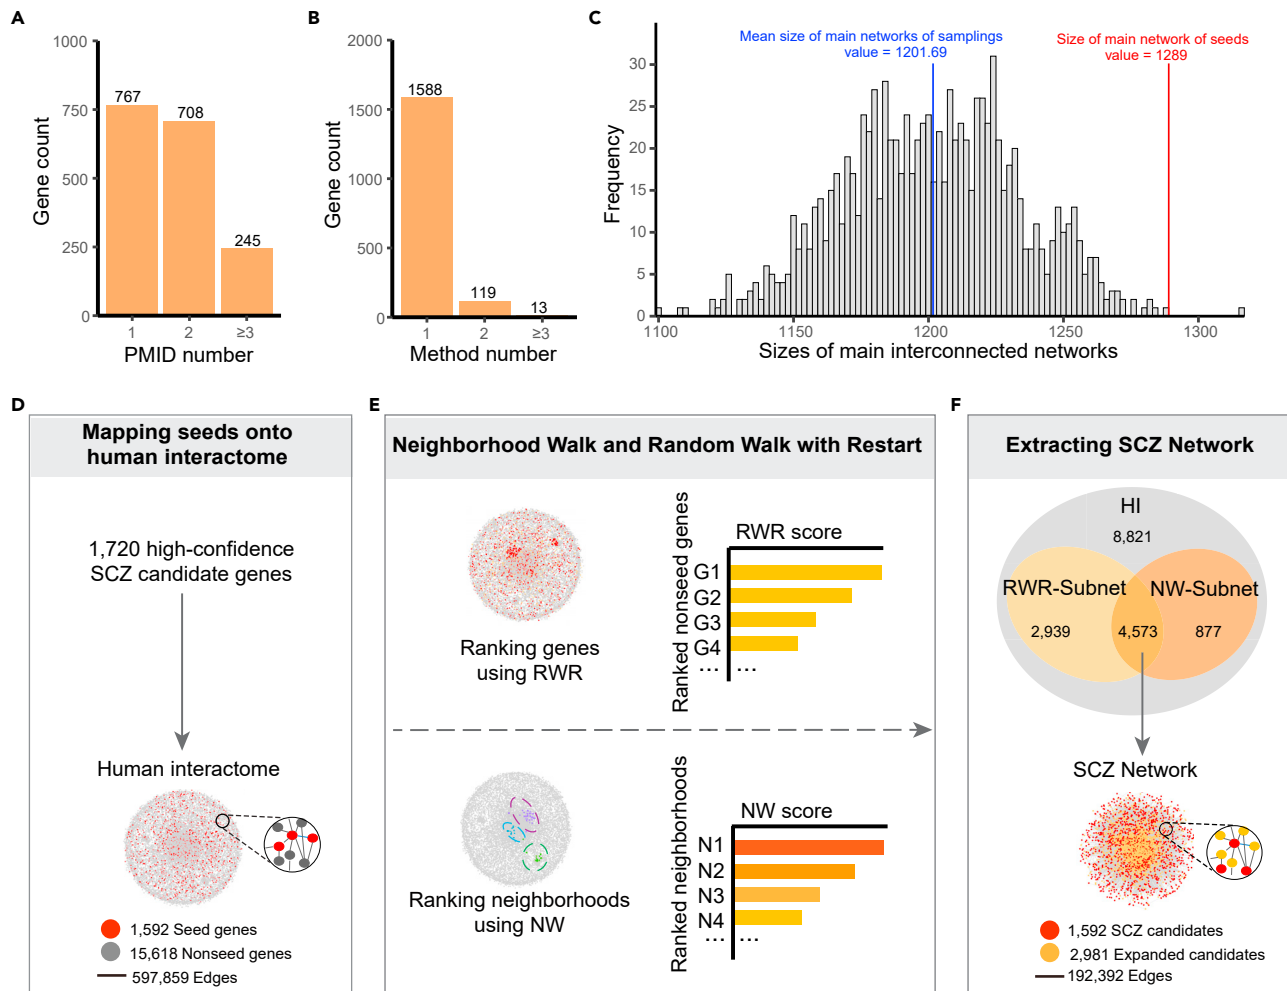 A
1000
750
500
250
0
Gene count
767
708
245
1
2
≥3
PMID number
B
2000
1500
1000
500
0
Gene count
1588
119
13
1
2
≥3
Method number
C
Mean size of main networks of samplings
value = 1201.69
Size of main network of seeds
value = 1289
30
25
20
15
10
5
0
Frequency
1100
1150
1200
1250
1300
Sizes of main interconnected networks
D
Mapping seeds onto
human interactome
1,720 high-confidence
SCZ candidate genes
Human interactome
1,592 Seed genes
15,618 Nonseed genes
597,859 Edges
E
Neighborhood Walk and Random Walk with Restart
Ranking genes
using RWR
Ranked nonseed genes
RWR score
G1
G2
G3
G4
... ...
Ranking neighborhoods
using NW
Ranked neighborhoods
NW score
N1
N2
N3
N4
... ...
F
Extracting SCZ Network
HI
8,821
RWR-Subnet
NW-Subnet
2,939
4,573
877
SCZ Network
1,592 SCZ candidates
2,981 Expanded candidates
192,392 Edges